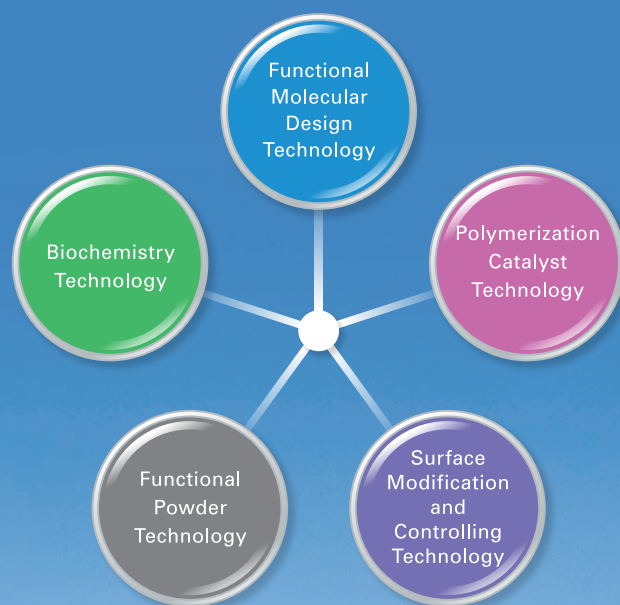 Functional
Molecular
Design
Technology
Biochemistry
Technology
Polymerization
Catalyst
Technology
Functional
Powder
Technology
Surface
Modification
and
Controlling
Technology